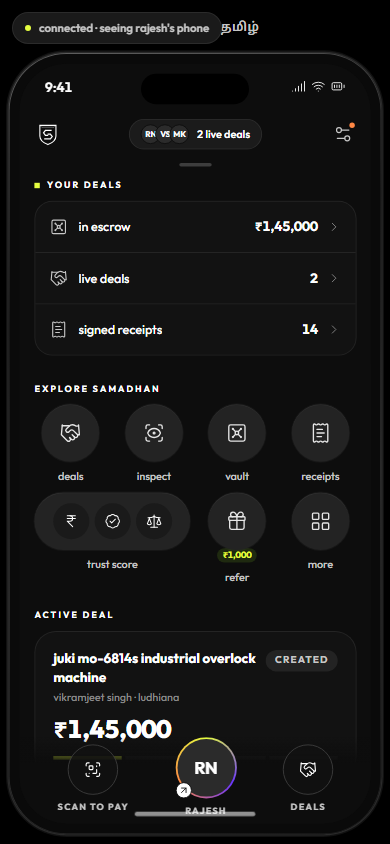 connected · seeing rajesh's phone
தமிழ்
9:41
RN VS MK 2 live deals
YOUR DEALS
in escrow ₹1,45,000
live deals 2
signed receipts 14
EXPLORE SAMADHAN
deals inspect vault receipts
₹
₹1,000
trust score refer more
ACTIVE DEAL
juki mo-6814s industrial overlock CREATED
machine
vikramjeet singh · ludhiana
₹1,45,000
RN
SCAN TO PAY RAJESH DEALS